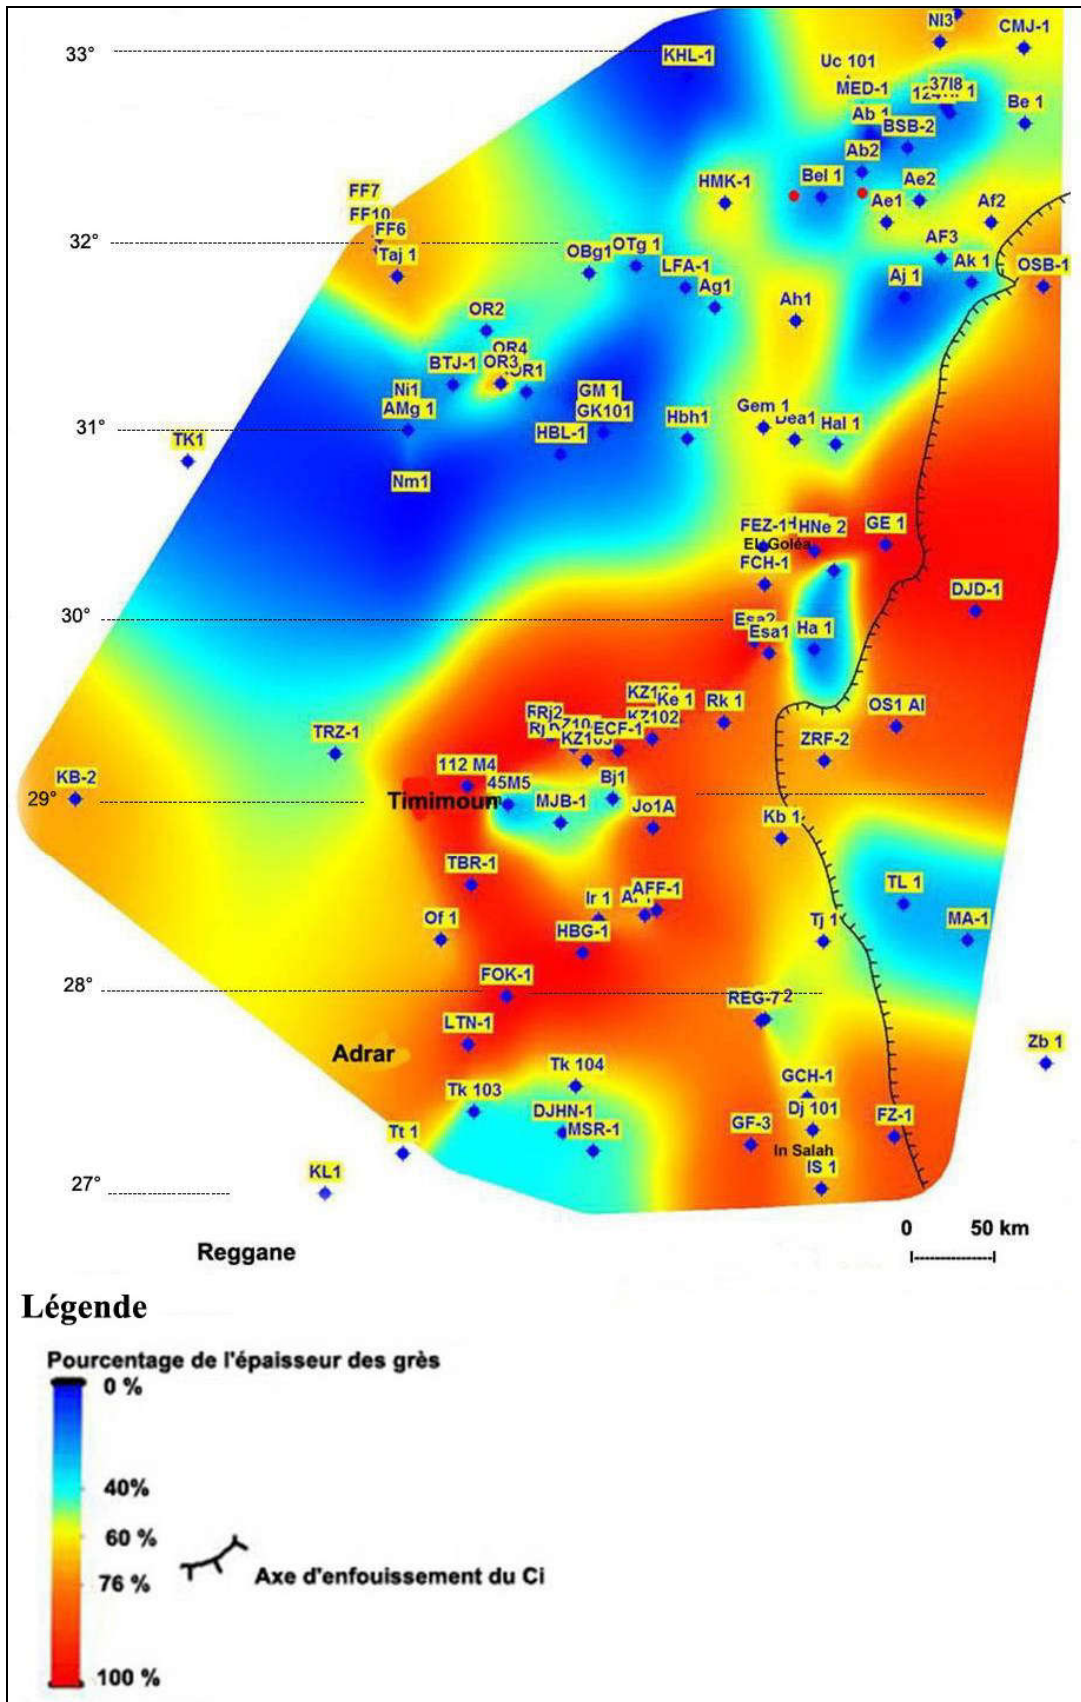 NI3
CMJ-1
33°
KHL-1
Uc 101
MED-1
37I8
Be 1
Ab 1
BSB-2
Ab2
HMK-1
Bel 1
Ae2
FF7
Ae1
Af2
FF10
FF6
32°
AF3
Taj 1
OBg1
OTg 1
LFA-1
Ak 1
OSB-1
Ag1
Aj 1
Ah1
OR2
OR4
BTJ-1
OR3
OR1
Ni1
GM 1
AMg 1
GK101
Gem 1
31°
TK1
HBL-1
Hbh1
Dea1
Hal 1
Nm1
FEZ-1
HNe 2
GE 1
El Goléa
FCH-1
30°
DJD-1
Esa2
Esa1
Ha 1
Ke 1
Rk 1
OS1 Al
RRj2
KZ102
TRZ-1
ECF-1
KZ103
ZRF-2
112 M4
KB-2
45M5
Bj1
29°
Timimoun
MJB-1
Jo1A
Kb 1
TBR-1
TL 1
AFF-1
Ir 1
Of 1
Tj 1
MA-1
HBG-1
28°
FOK-1
REG-7 2
LTN-1
Adrar
Zb 1
Tk 104
GCH-1
Tk 103
DJHN-1
Dj 101
FZ-1
Tt 1
MSR-1
GF-3
In Salah
27°
KL1
IS 1
Reggane
0 50 km
Légende
Pourcentage de l'épaisseur des grès
0 %
40%
60 %
76 %
Axe d'enfouissement du Ci
100 %